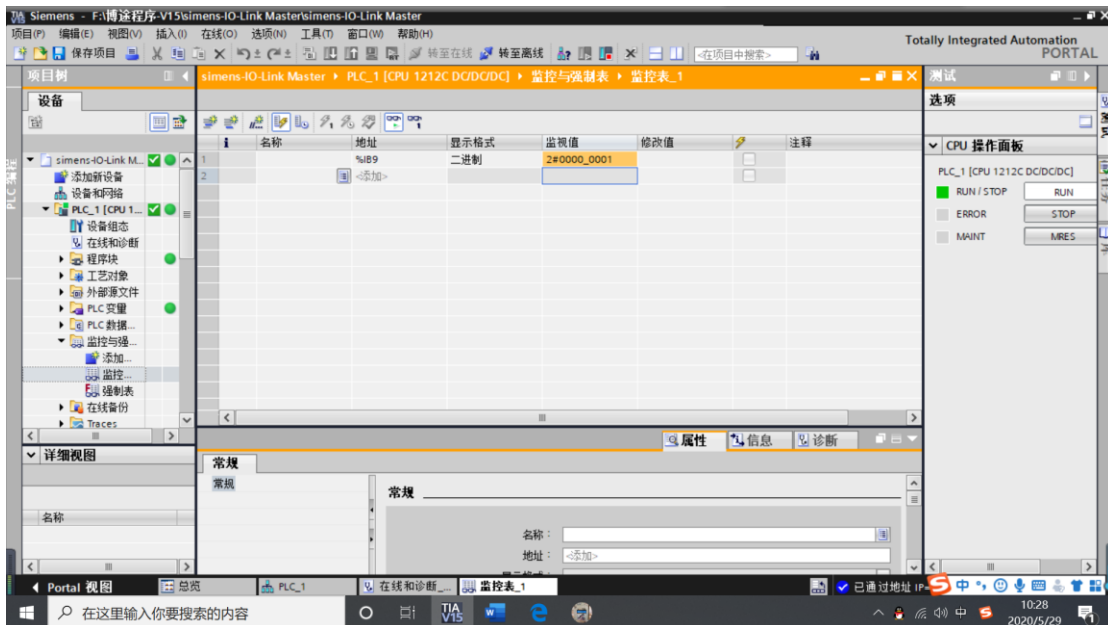 Siemens - F:\博途程序-V15\simens-IO-Link Master\simens-IO-Link Master
项目(P) 编辑(E) 视图(V) 插入(I) 在线(O) 选项(N) 工具(T) 窗口(W) 帮助(H)
Totally Integrated Automation
PORTAL
保存项目 转至在线 转至离线 <在项目中搜索>
项目树
simens-IO-Link Master PLC_1 [CPU 1212C DC/DC/DC] 监控与强制表 监控表_1
测试
设备
选项
i 名称 地址 显示格式 监视值 修改值 注释
1 %IB9 二进制 2#0000_0001
2 <添加>
simens-IO-Link M...
添加新设备
设备和网络
PLC_1 [CPU 1...
设备组态
在线和诊断
程序块
工艺对象
外部源文件
PLC 变量
PLC 数据...
监控与强...
添加...
监控...
强制表
在线备份
Traces
CPU 操作面板
PLC_1 [CPU 1212C DC/DC/DC]
RUN / STOP RUN
ERROR STOP
MAINT MRES
属性 信息 诊断
详细视图
名称
常规
常规
常规
名称：
地址： <添加>
Portal 视图 总览 PLC_1 在线和诊断_... 监控表_1 已通过地址 IP=
中
在这里输入你要搜索的内容
TIA V15
中
10:28
2020/5/29